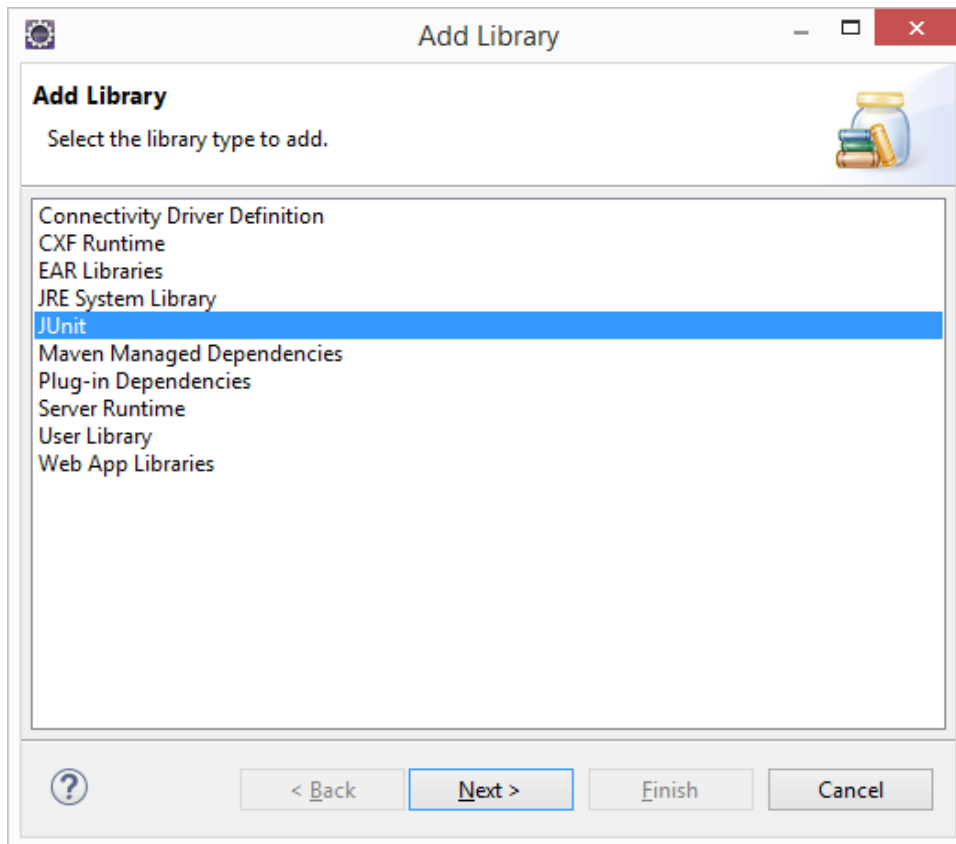 Add Library
Add Library
Select the library type to add.
Connectivity Driver Definition
CXF Runtime
EAR Libraries
JRE System Library
JUnit
Maven Managed Dependencies
Plug-in Dependencies
Server Runtime
User Library
Web App Libraries
? < Back Next > Finish Cancel